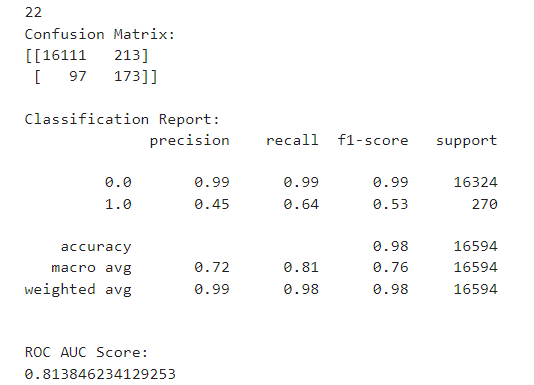 22
Confusion Matrix:
[[16111   213]
 [   97   173]]
Classification Report:
              precision    recall  f1-score   support
         0.0       0.99      0.99      0.99     16324
         1.0       0.45      0.64      0.53       270
    accuracy                           0.98     16594
   macro avg       0.72      0.81      0.76     16594
weighted avg       0.99      0.98      0.98     16594
ROC AUC Score:
0.813846234129253